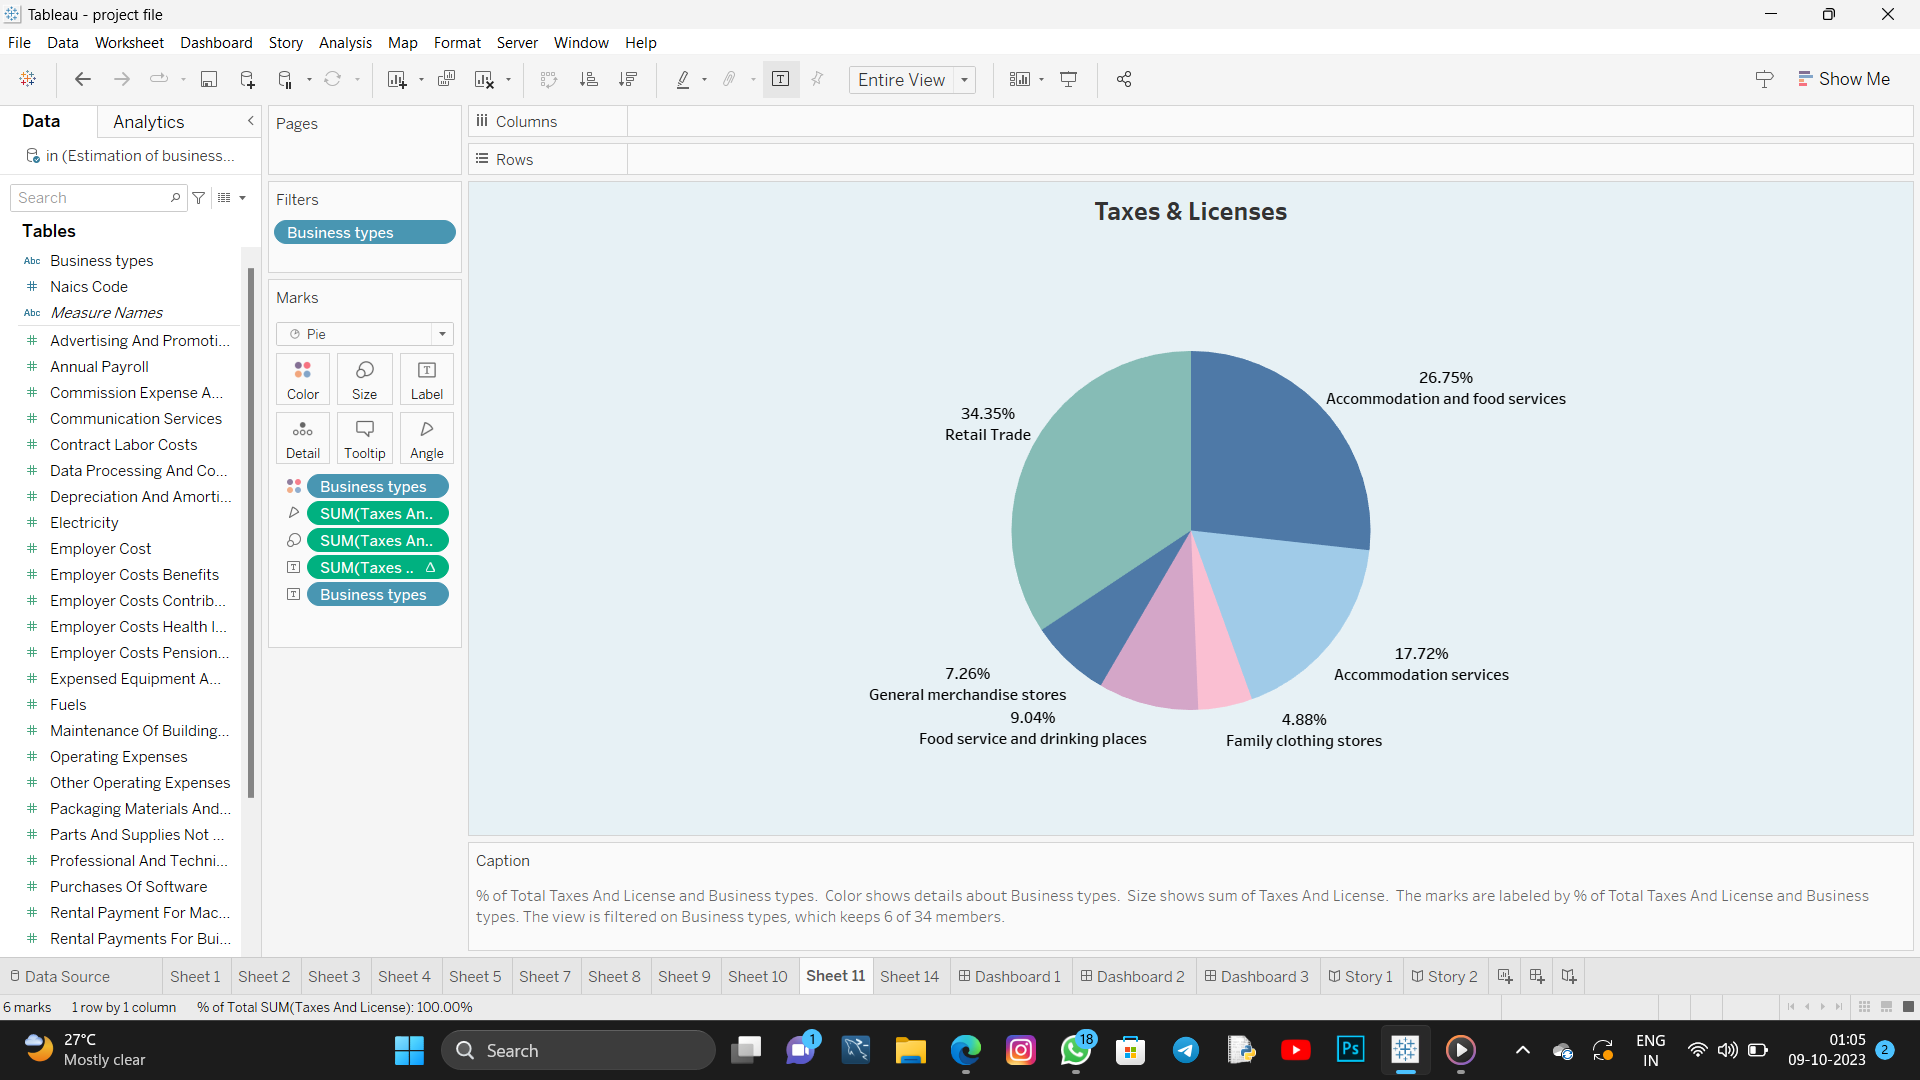 Tableau - project file
File Data Worksheet Dashboard Story Analysis Map Format Server Window Help
Entire View
Show Me
Data Analytics
in (Estimation of business...
Search
Tables
Abc Business types
# Naics Code
Abc Measure Names
# Advertising And Promoti...
# Annual Payroll
# Commission Expense A...
# Communication Services
# Contract Labor Costs
# Data Processing And Co...
# Depreciation And Amorti...
# Electricity
# Employer Cost
# Employer Costs Benefits
# Employer Costs Contrib...
# Employer Costs Health I...
# Employer Costs Pension...
# Expensed Equipment A...
# Fuels
# Maintenance Of Building...
# Operating Expenses
# Other Operating Expenses
# Packaging Materials And...
# Parts And Supplies Not ...
# Professional And Techni...
# Purchases Of Software
# Rental Payment For Mac...
# Rental Payments For Bui...
Pages
Filters
Business types
Marks
Pie
Color Size Label
Detail Tooltip Angle
Business types
SUM(Taxes An..
SUM(Taxes An..
SUM(Taxes .. Δ
Business types
Columns
Rows
Taxes & Licenses
26.75%
Accommodation and food services
34.35%
Retail Trade
17.72%
Accommodation services
7.26%
General merchandise stores
9.04%
Food service and drinking places
4.88%
Family clothing stores
Caption
% of Total Taxes And License and Business types. Color shows details about Business types. Size shows sum of Taxes And License. The marks are labeled by % of Total Taxes And License and Business
types. The view is filtered on Business types, which keeps 6 of 34 members.
Data Source Sheet 1 Sheet 2 Sheet 3 Sheet 4 Sheet 5 Sheet 7 Sheet 8 Sheet 9 Sheet 10 Sheet 11 Sheet 14 Dashboard 1 Dashboard 2 Dashboard 3 Story 1 Story 2
6 marks 1 row by 1 column % of Total SUM(Taxes And License): 100.00%
27°C
Mostly clear
Search
1
18
Ps
ENG
IN
01:05
09-10-2023
2